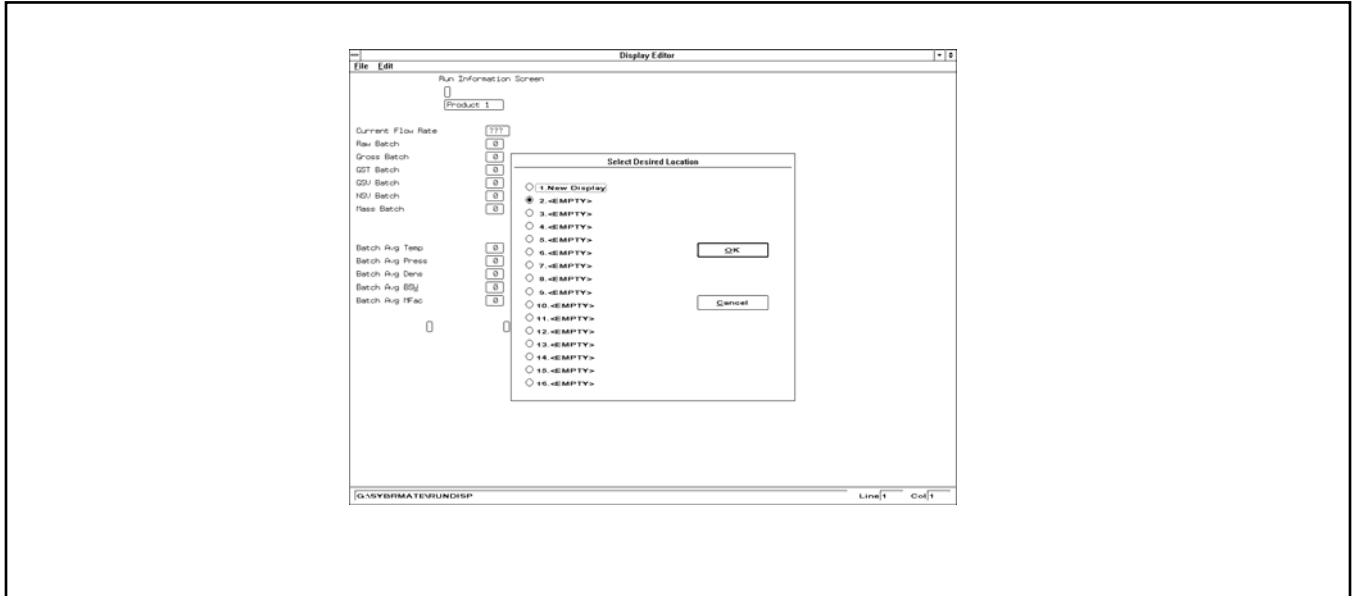 Display Editor
File Edit
Run Information Screen
Product 1
Current Flow Rate ???
Raw Batch 0
Gross Batch 0
GST Batch 0
GSV Batch 0
NSV Batch 0
Mass Batch 0
Batch Avg Temp 0
Batch Avg Press 0
Batch Avg Dens 0
Batch Avg BSW 0
Batch Avg MFac 0
Select Desired Location
1.New Display
2.<EMPTY>
3.<EMPTY>
4.<EMPTY>
5.<EMPTY>
6.<EMPTY>
7.<EMPTY>
8.<EMPTY>
9.<EMPTY>
10.<EMPTY>
11.<EMPTY>
12.<EMPTY>
13.<EMPTY>
14.<EMPTY>
15.<EMPTY>
16.<EMPTY>
OK
Cancel
G:\SYBRMATE\RUNDISP Line 1 Col 1